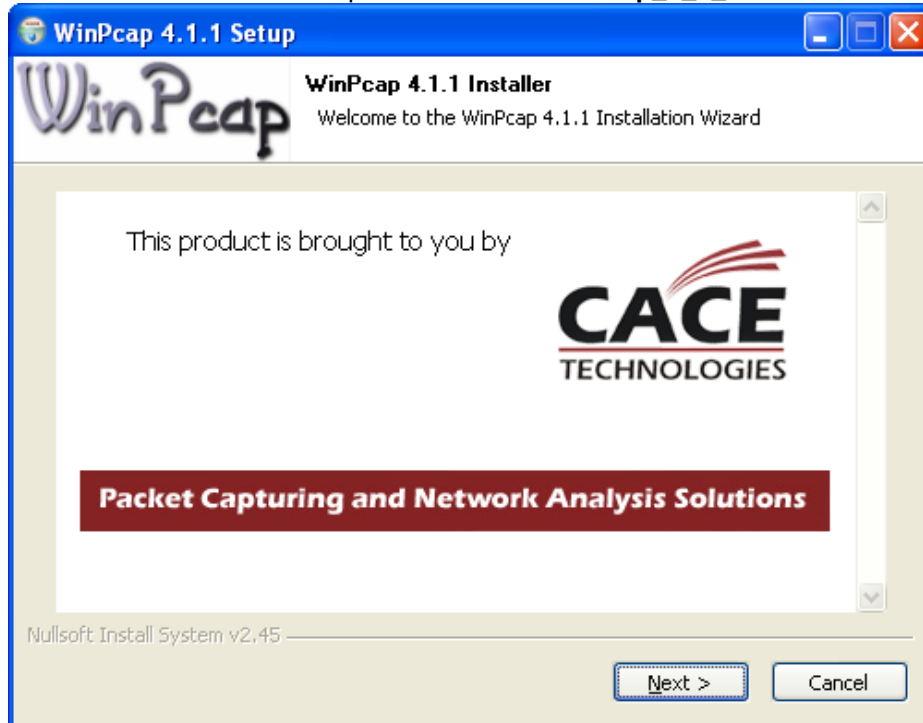 WinPcap 4.1.1 Setup
WinPcap
WinPcap 4.1.1 Installer
Welcome to the WinPcap 4.1.1 Installation Wizard
This product is brought to you by
CACE
TECHNOLOGIES
Packet Capturing and Network Analysis Solutions
Nullsoft Install System v2.45
Next >
Cancel